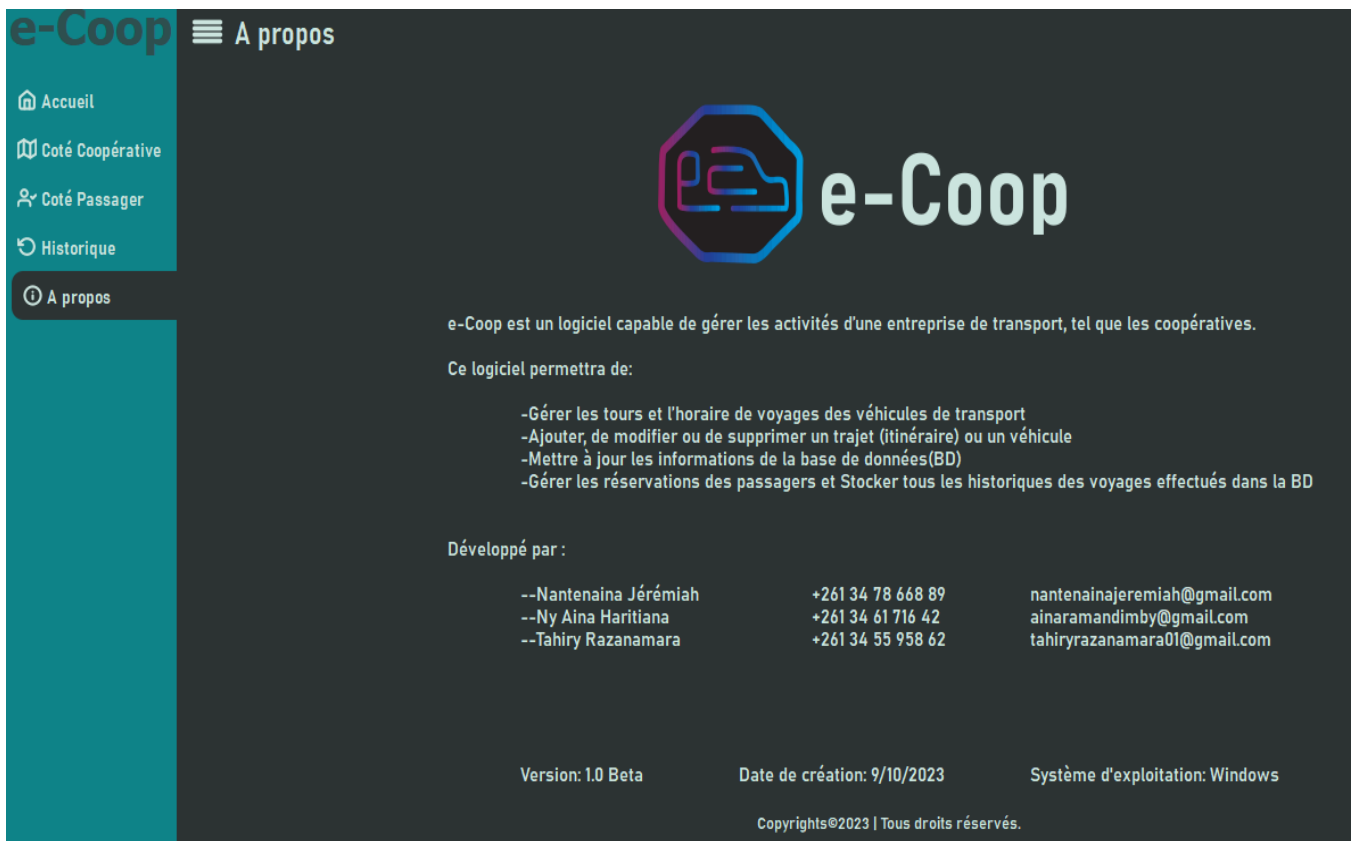 e-Coop
A propos
Accueil
Coté Coopérative
Coté Passager
Historique
A propos
e-Coop
e-Coop est un logiciel capable de gérer les activités d'une entreprise de transport, tel que les coopératives.
Ce logiciel permettra de:
-Gérer les tours et l'horaire de voyages des véhicules de transport
-Ajouter, de modifier ou de supprimer un trajet (itinéraire) ou un véhicule
-Mettre à jour les informations de la base de données(BD)
-Gérer les réservations des passagers et Stocker tous les historiques des voyages effectués dans la BD
Développé par :
--Nantenaina Jérémiah +261 34 78 668 89 nantenainajeremiah@gmail.com
--Ny Aina Haritiana +261 34 61 716 42 ainaramandimby@gmail.com
--Tahiry Razanamara +261 34 55 958 62 tahiryrazanamara01@gmail.com
Version: 1.0 Beta Date de création: 9/10/2023 Système d'exploitation: Windows
Copyrights©2023 | Tous droits réservés.